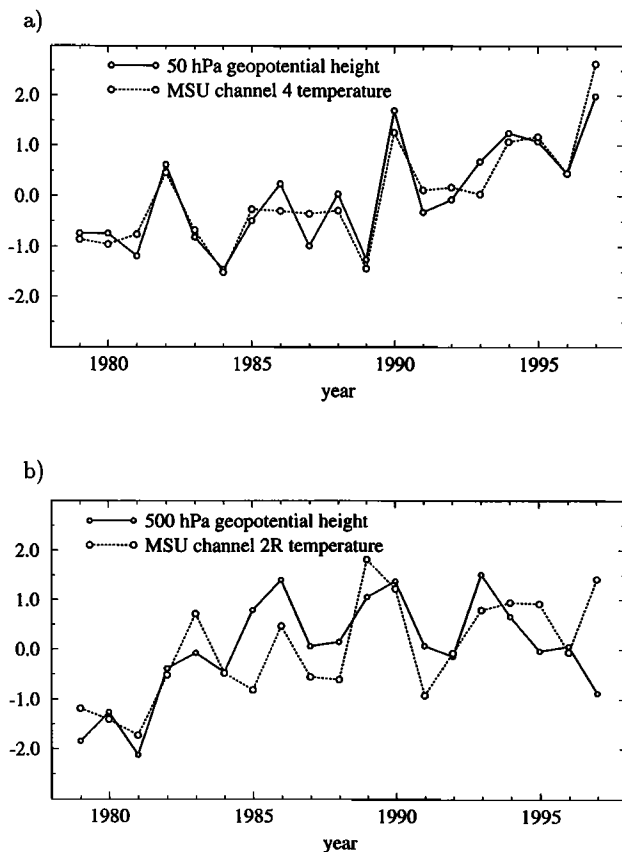 a)
50 hPa geopotential height
MSU channel 4 temperature
2.0
1.0
0.0
-1.0
-2.0
1980 1985 1990 1995
year
b)
500 hPa geopotential height
MSU channel 2R temperature
2.0
1.0
0.0
-1.0
-2.0
1980 1985 1990 1995
year